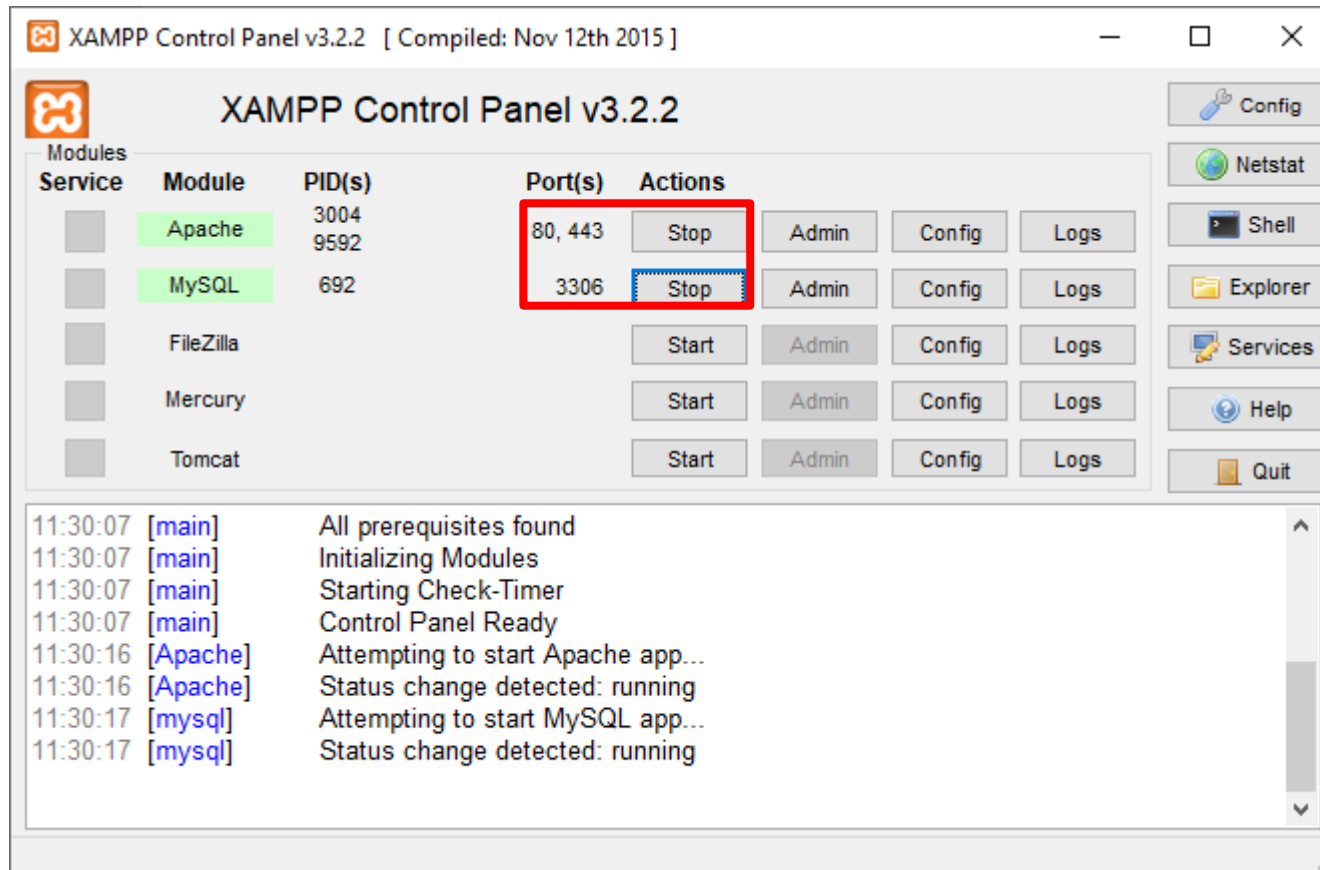 XAMPP Control Panel v3.2.2 [ Compiled: Nov 12th 2015 ]
XAMPP Control Panel v3.2.2
Config
Netstat
Shell
Explorer
Services
Help
Quit
Modules
Service Module PID(s) Port(s) Actions
Apache 3004 9592 80, 443 Stop Admin Config Logs
MySQL 692 3306 Stop Admin Config Logs
FileZilla Start Admin Config Logs
Mercury Start Admin Config Logs
Tomcat Start Admin Config Logs
11:30:07 [main] All prerequisites found
11:30:07 [main] Initializing Modules
11:30:07 [main] Starting Check-Timer
11:30:07 [main] Control Panel Ready
11:30:16 [Apache] Attempting to start Apache app...
11:30:16 [Apache] Status change detected: running
11:30:17 [mysql] Attempting to start MySQL app...
11:30:17 [mysql] Status change detected: running